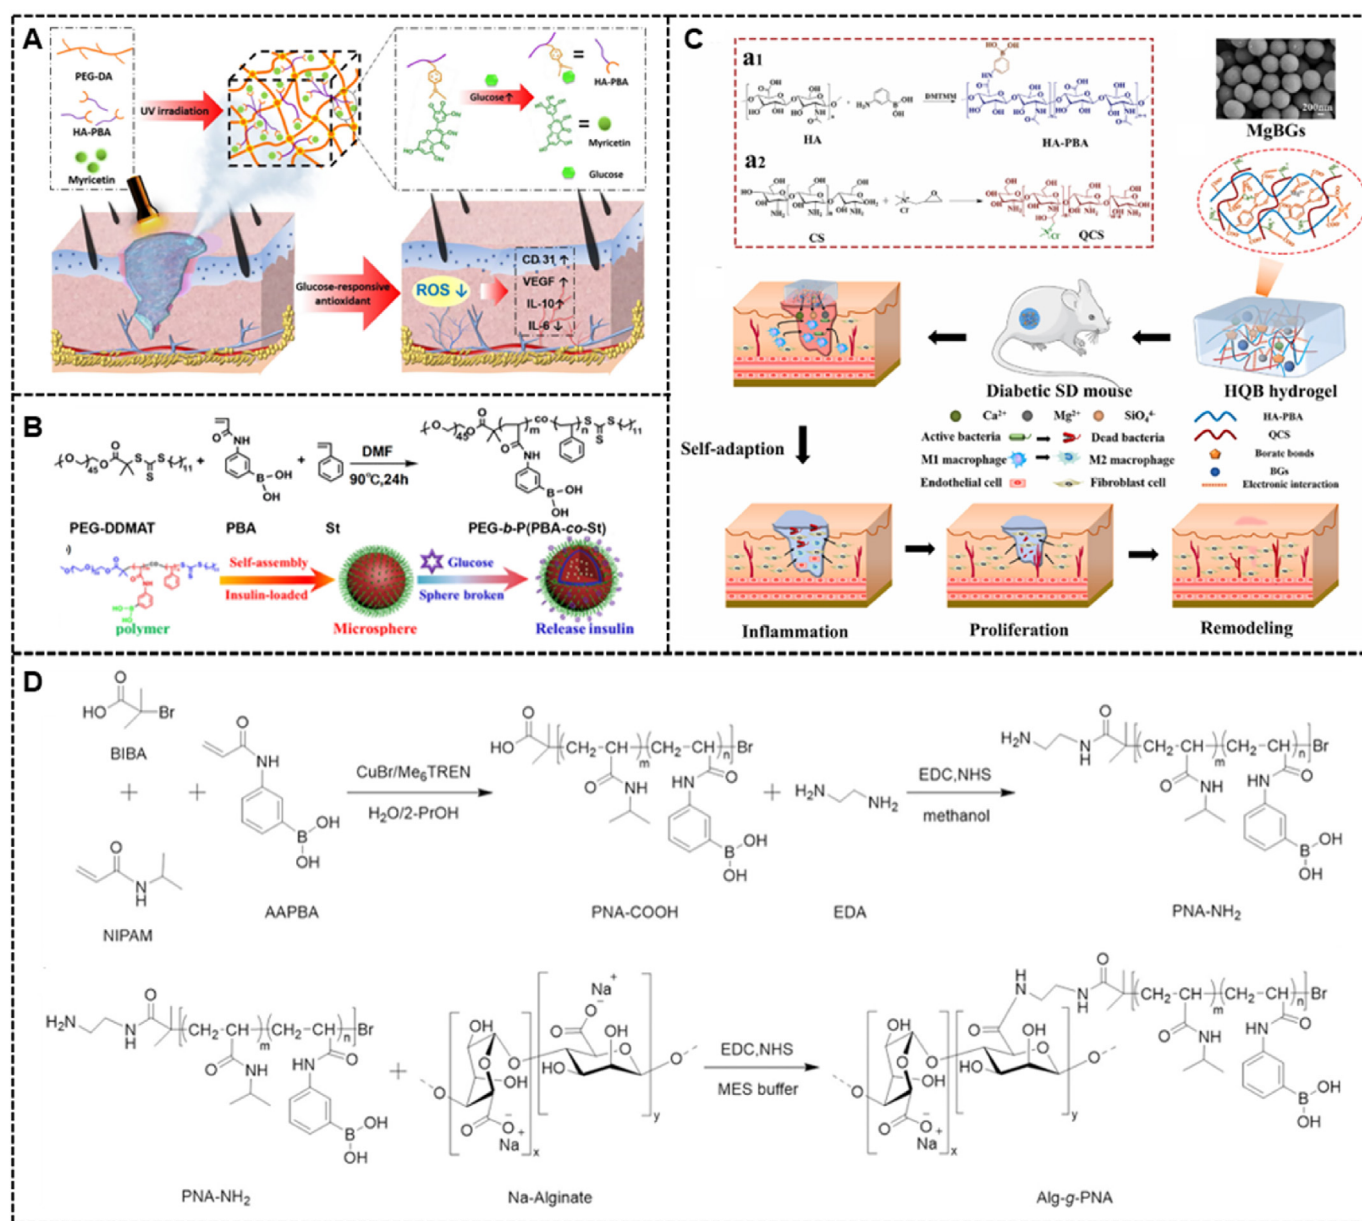 A
PEG-DA
HA-PBA
Myricetin
UV irradiation
Glucose↑
=
HA-PBA
=
Myricetin
Glucose
Glucose-responsive
antioxidant
ROS ↓
CD 31 ↑
VEGF ↑
IL-10↑
IL-6 ↓
B
DMF
90°C,24h
PEG-DDMAT
PBA
St
PEG-b-P(PBA-co-St)
Self-assembly
Insulin-loaded
Glucose
Sphere broken
polymer
Microsphere
Release insulin
C
a1
DMTMM
HA
HA-PBA
a2
CS
QCS
200nm
MgBGs
Diabetic SD mouse
HQB hydrogel
Self-adaption
Ca²⁺
Mg²⁺
SiO₄⁴⁻
Active bacteria
Dead bacteria
M1 macrophage
M2 macrophage
Endothelial cell
Fibroblast cell
HA-PBA
QCS
Borate bonds
BGs
Electronic interaction
Inflammation
Proliferation
Remodeling
D
BIBA
+
+
NIPAM
AAPBA
CuBr/Me₆TREN
H₂O/2-PrOH
PNA-COOH
+
EDA
EDC,NHS
methanol
PNA-NH₂
PNA-NH₂
+
Na-Alginate
EDC,NHS
MES buffer
Alg-g-PNA